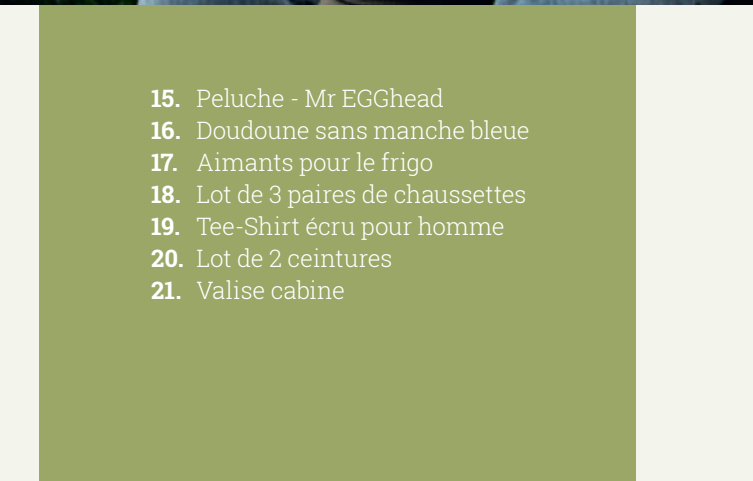 15. Peluche - Mr EGGhead
16. Doudoune sans manche bleue
17. Aimants pour le frigo
18. Lot de 3 paires de chaussettes
19. Tee-Shirt écru pour homme
20. Lot de 2 ceintures
21. Valise cabine